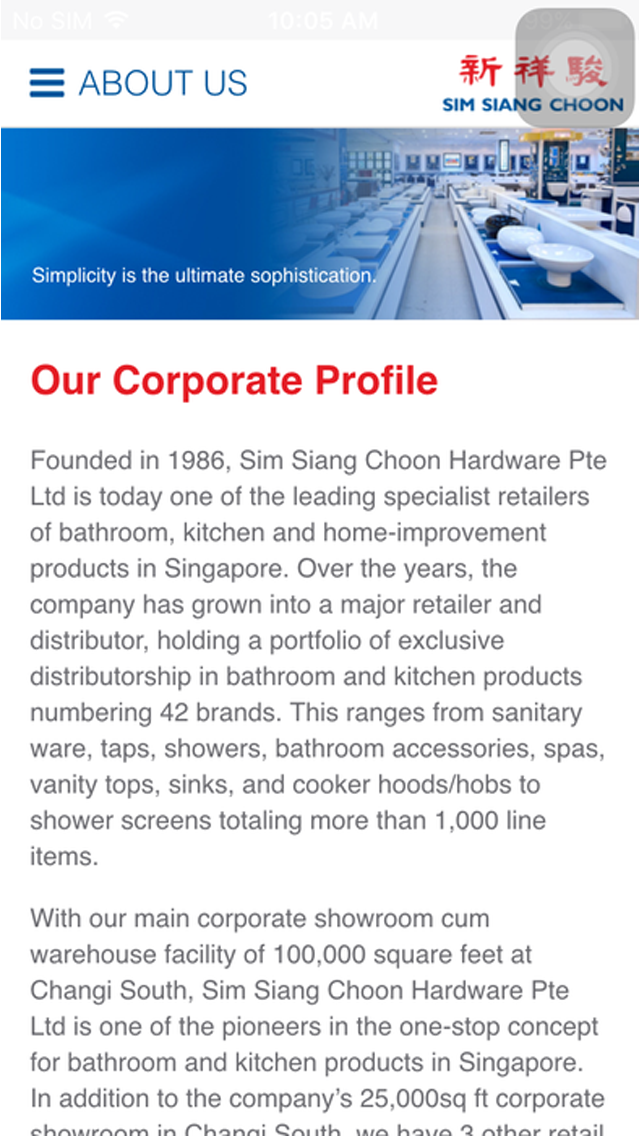 No SIM 10:05 AM 99%
ABOUT US
新祥駿
SIM SIANG CHOON
Simplicity is the ultimate sophistication.
Our Corporate Profile
Founded in 1986, Sim Siang Choon Hardware Pte
Ltd is today one of the leading specialist retailers
of bathroom, kitchen and home-improvement
products in Singapore. Over the years, the
company has grown into a major retailer and
distributor, holding a portfolio of exclusive
distributorship in bathroom and kitchen products
numbering 42 brands. This ranges from sanitary
ware, taps, showers, bathroom accessories, spas,
vanity tops, sinks, and cooker hoods/hobs to
shower screens totaling more than 1,000 line
items.
With our main corporate showroom cum
warehouse facility of 100,000 square feet at
Changi South, Sim Siang Choon Hardware Pte
Ltd is one of the pioneers in the one-stop concept
for bathroom and kitchen products in Singapore.
In addition to the company’s 25,000sq ft corporate
showroom in Changi South, we have 3 other retail